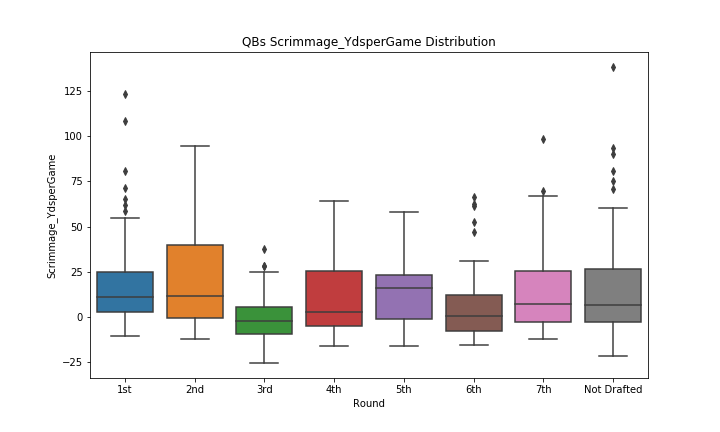 QBs Scrimmage_YdsperGame Distribution
Scrimmage_YdsperGame
125
100
75
50
25
0
−25
1st 2nd 3rd 4th 5th 6th 7th Not Drafted
Round